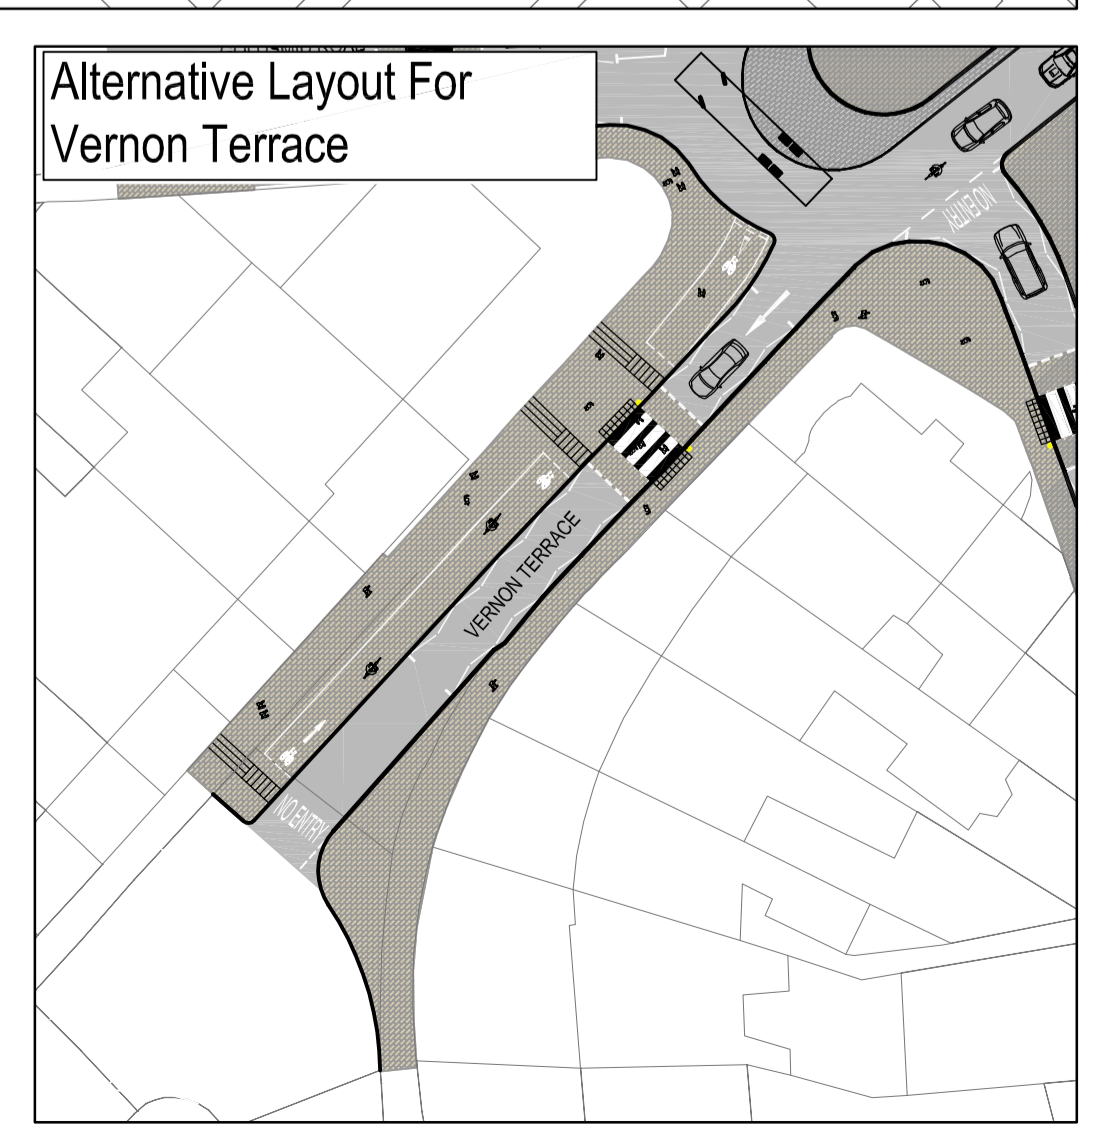 Alternative Layout For
Vernon Terrace
NO ENTRY
VERNON TERRACE
NO ENTRY